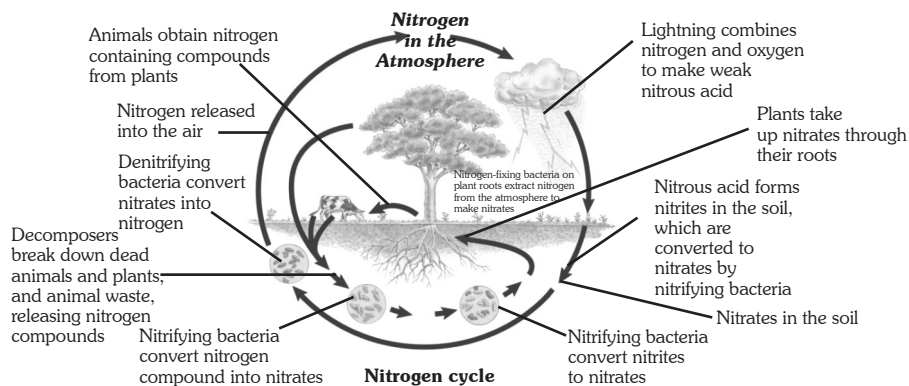 Nitrogen
in the
Atmosphere
Animals obtain nitrogen
containing compounds
from plants
Nitrogen released
into the air
Denitrifying
bacteria convert
nitrates into
nitrogen
Decomposers
break down dead
animals and plants,
and animal waste,
releasing nitrogen
compounds
Nitrifying bacteria
convert nitrogen
compound into nitrates
Nitrogen-fixing bacteria on
plant roots extract nitrogen
from the atmosphere to
make nitrates
Lightning combines
nitrogen and oxygen
to make weak
nitrous acid
Plants take
up nitrates through
their roots
Nitrous acid forms
nitrites in the soil,
which are
converted to
nitrates by
nitrifying bacteria
Nitrates in the soil
Nitrifying bacteria
convert nitrites
to nitrates
Nitrogen cycle